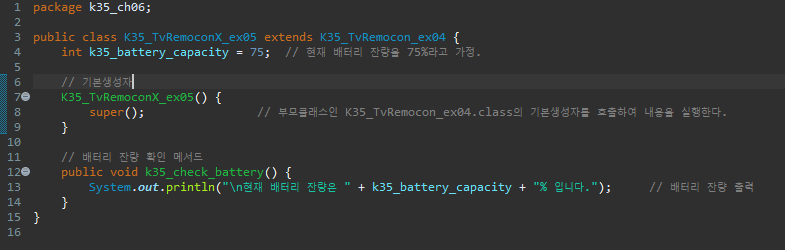 1 package k35_ch06;
2
3 public class K35_TvRemoconX_ex05 extends K35_TvRemocon_ex04 {
4 int k35_battery_capacity = 75; // 현재 배터리 잔량을 75%라고 가정.
5
6 // 기본생성자
7 K35_TvRemoconX_ex05() {
8 super(); // 부모클래스인 K35_TvRemocon_ex04.class의 기본생성자를 호출하여 내용을 실행한다.
9 }
10
11 // 배터리 잔량 확인 메서드
12 public void k35_check_battery() {
13 System.out.println("\n현재 배터리 잔량은 " + k35_battery_capacity + "% 입니다."); // 배터리 잔량 출력
14 }
15 }
16